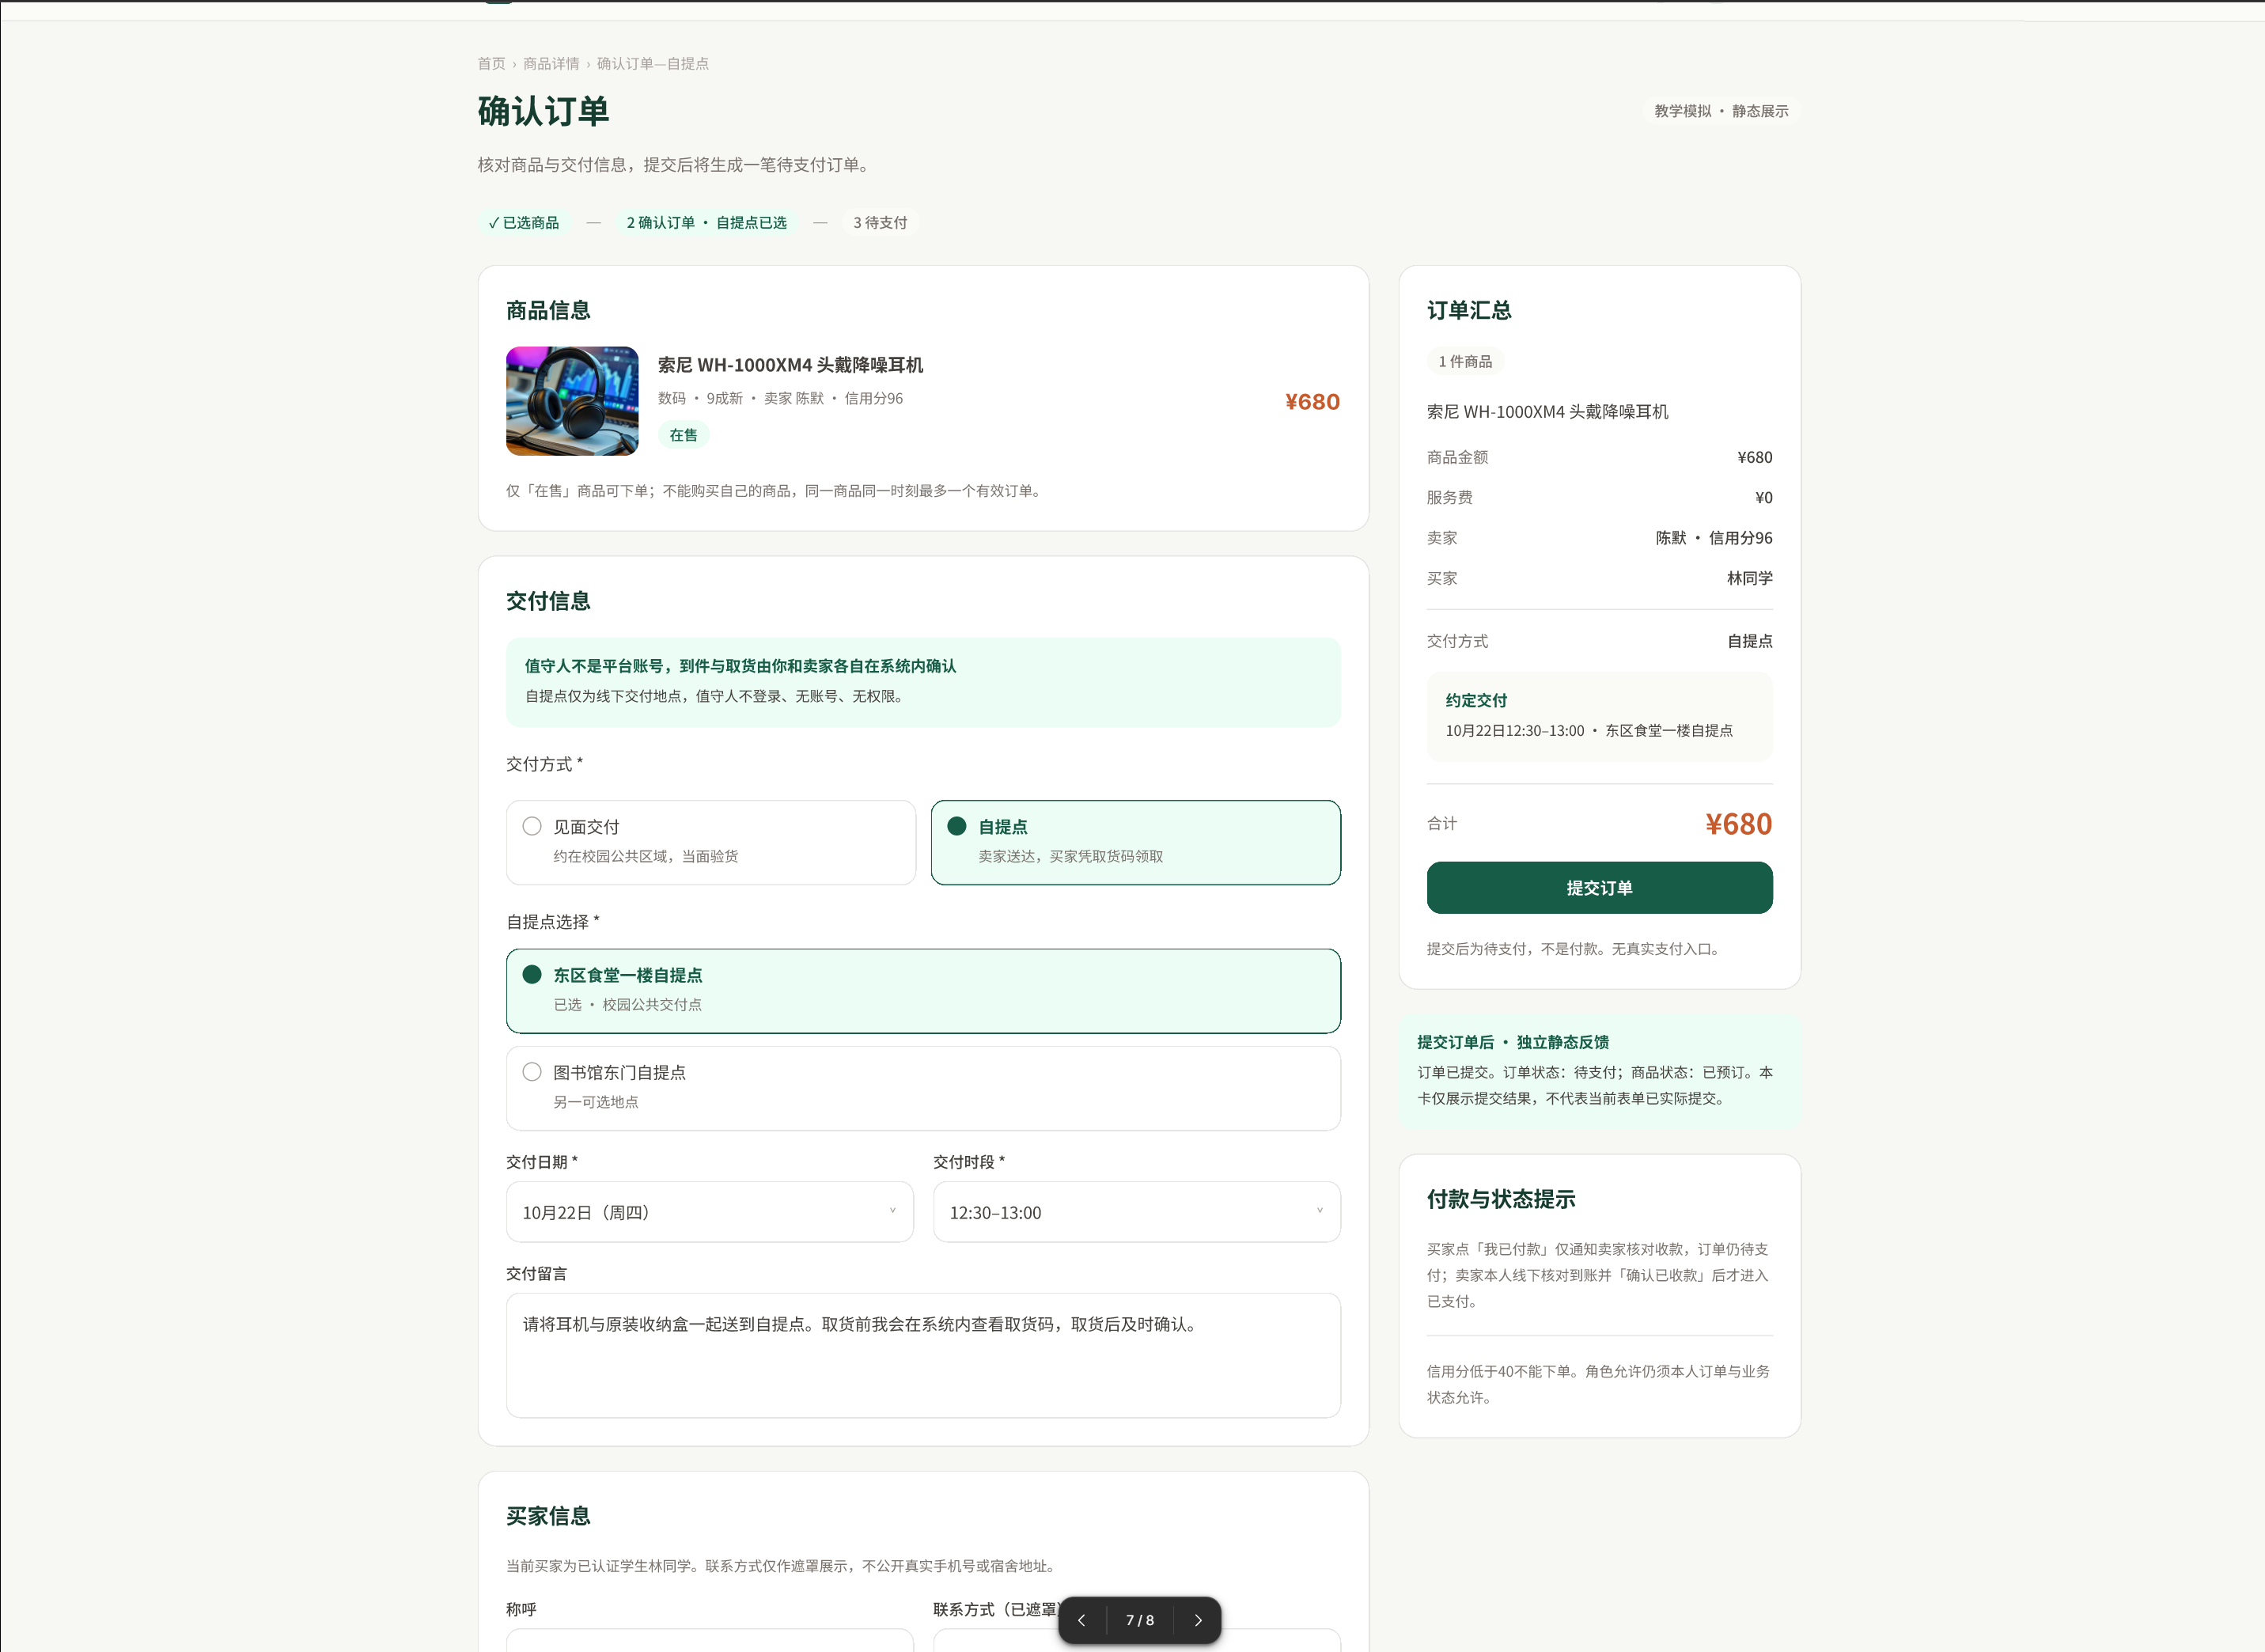 首页 › 商品详情 › 确认订单—自提点
确认订单
教学模拟 · 静态展示
核对商品与交付信息，提交后将生成一笔待支付订单。
✓ 已选商品 — 2 确认订单 · 自提点已选 — 3 待支付
商品信息
索尼 WH-1000XM4 头戴降噪耳机
数码 · 9成新 · 卖家 陈默 · 信用分96
¥680
在售
仅「在售」商品可下单；不能购买自己的商品，同一商品同一时刻最多一个有效订单。
交付信息
值守人不是平台账号，到件与取货由你和卖家各自在系统内确认
自提点仅为线下交付地点，值守人不登录、无账号、无权限。
交付方式 *
见面交付
约在校园公共区域，当面验货
自提点
卖家送达，买家凭取货码领取
自提点选择 *
东区食堂一楼自提点
已选 · 校园公共交付点
图书馆东门自提点
另一可选地点
交付日期 *
10月22日（周四）
交付时段 *
12:30–13:00
交付留言
请将耳机与原装收纳盒一起送到自提点。取货前我会在系统内查看取货码，取货后及时确认。
买家信息
当前买家为已认证学生林同学。联系方式仅作遮罩展示，不公开真实手机号或宿舍地址。
称呼
联系方式（已遮罩
订单汇总
1 件商品
索尼 WH-1000XM4 头戴降噪耳机
商品金额 ¥680
服务费 ¥0
卖家 陈默 · 信用分96
买家 林同学
交付方式 自提点
约定交付
10月22日12:30–13:00 · 东区食堂一楼自提点
合计 ¥680
提交订单
提交后为待支付，不是付款。无真实支付入口。
提交订单后 · 独立静态反馈
订单已提交。订单状态：待支付；商品状态：已预订。本
卡仅展示提交结果，不代表当前表单已实际提交。
付款与状态提示
买家点「我已付款」仅通知卖家核对收款，订单仍待支
付；卖家本人线下核对到账并「确认已收款」后才进入
已支付。
信用分低于40不能下单。角色允许仍须本人订单与业务
状态允许。
7 / 8